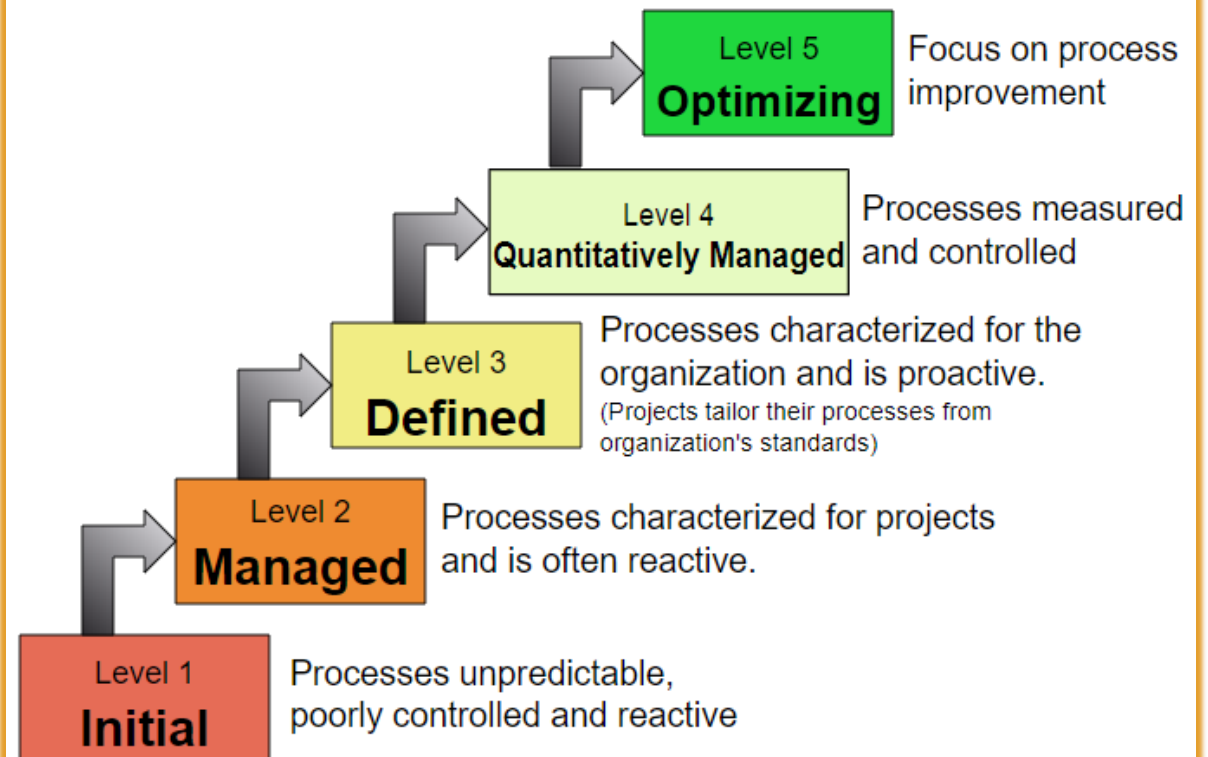 Level 5
Optimizing
Focus on process
improvement
Level 4
Quantitatively Managed
Processes measured
and controlled
Level 3
Defined
Processes characterized for the
organization and is proactive.
(Projects tailor their processes from
organization's standards)
Level 2
Managed
Processes characterized for projects
and is often reactive.
Level 1
Initial
Processes unpredictable,
poorly controlled and reactive